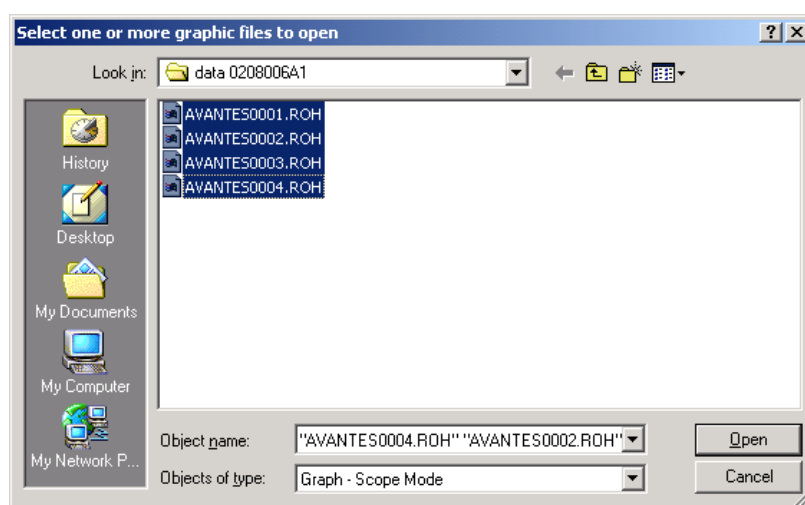 Select one or more graphic files to open
Look in: data 0208006A1
AVANTES0001.ROH
AVANTES0002.ROH
AVANTES0003.ROH
AVANTES0004.ROH
History
Desktop
My Documents
My Computer
My Network P...
Object name: "AVANTES0004.ROH" "AVANTES0002.ROH" Open
Objects of type: Graph - Scope Mode Cancel